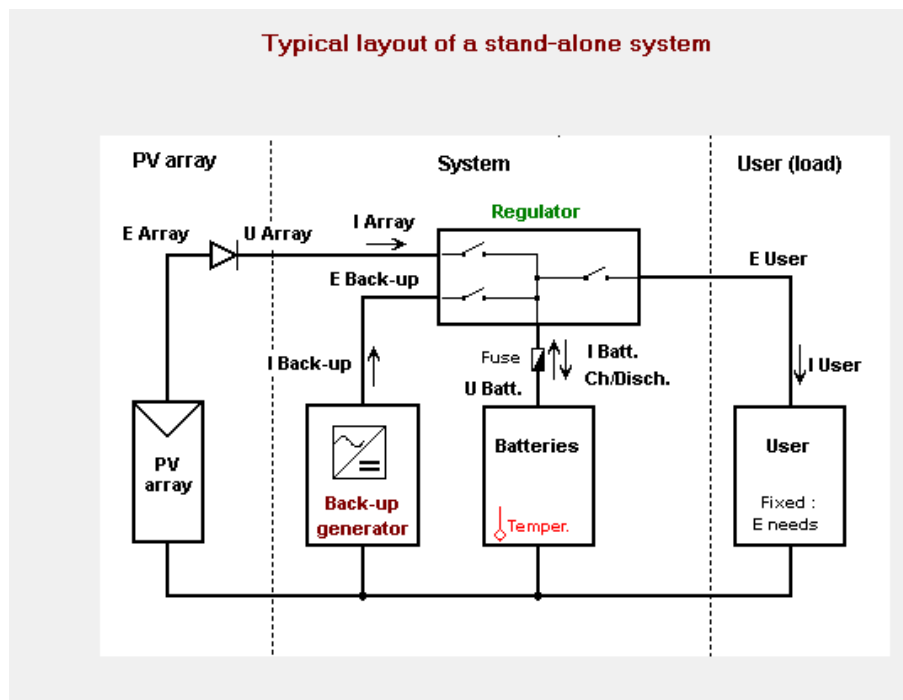 Typical layout of a stand-alone system
PV array
System
User (load)
Regulator
I Array
E Array
U Array
E User
E Back-up
Fuse
I Batt.
I Back-up
I User
Ch/Disch.
U Batt.
PV
array
Batteries
User
Back-up
generator
Fixed :
E needs
Temper.